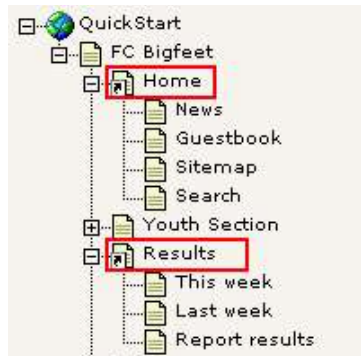 QuickStart
FC Bigfeet
Home
News
Guestbook
Sitemap
Search
Youth Section
Results
This week
Last week
Report results